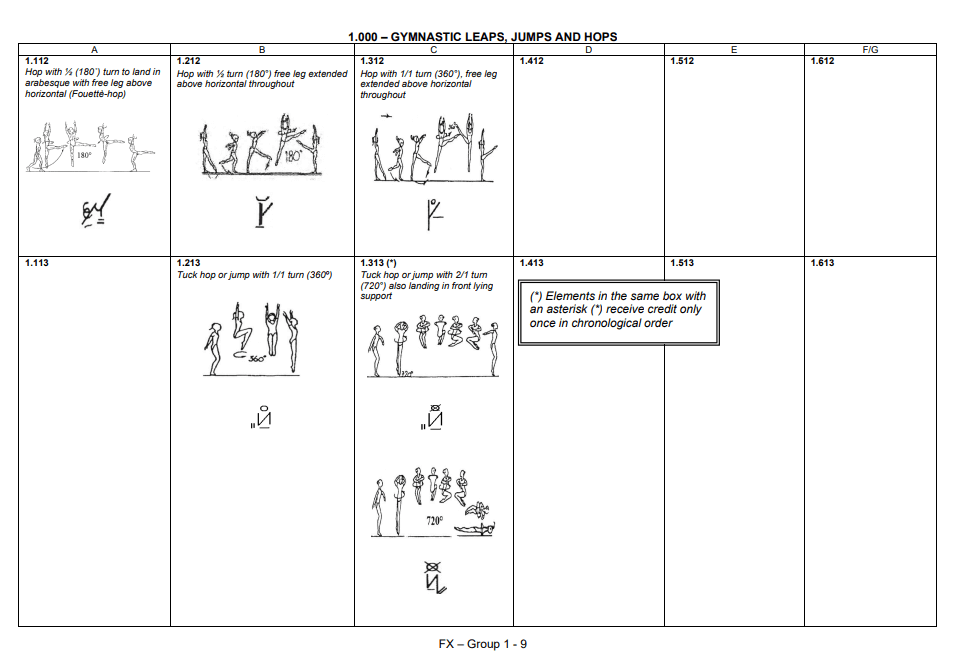 1.000 – GYMNASTIC LEAPS, JUMPS AND HOPS
A B C D E F/G
1.112
Hop with ½ (180˚) turn to land in
arabesque with free leg above
horizontal (Fouetté-hop)
180°
1.212
Hop with ½ turn (180°) free leg extended
above horizontal throughout
180°
1.312
Hop with 1/1 turn (360°), free leg
extended above horizontal
throughout
360°
1.412
1.512
1.612
1.113
1.213
Tuck hop or jump with 1/1 turn (360º)
360°
1.313 (*)
Tuck hop or jump with 2/1 turn
(720°) also landing in front lying
support
720°
720°
1.413
1.513
1.613
(*) Elements in the same box with
an asterisk (*) receive credit only
once in chronological order
FX – Group 1 - 9